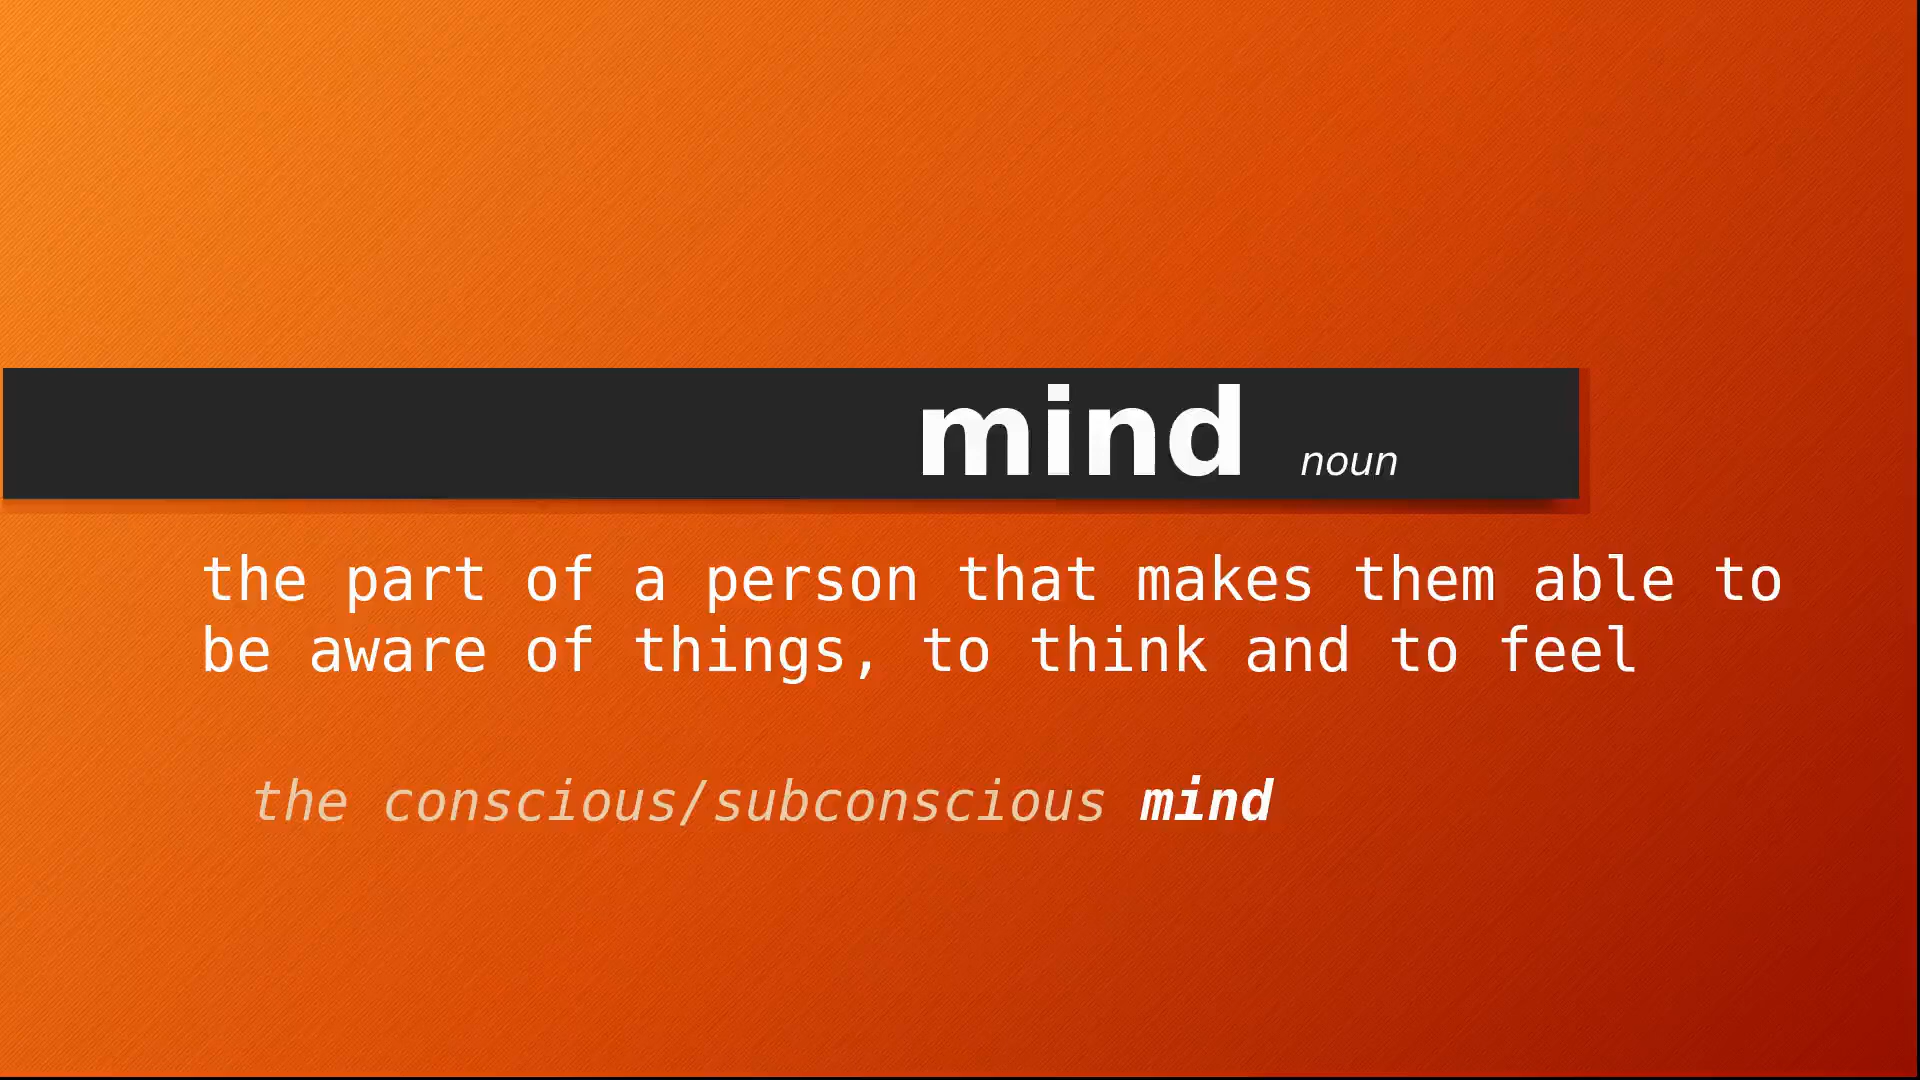 mind noun
the part of a person that makes them able to
be aware of things, to think and to feel
the conscious/subconscious mind